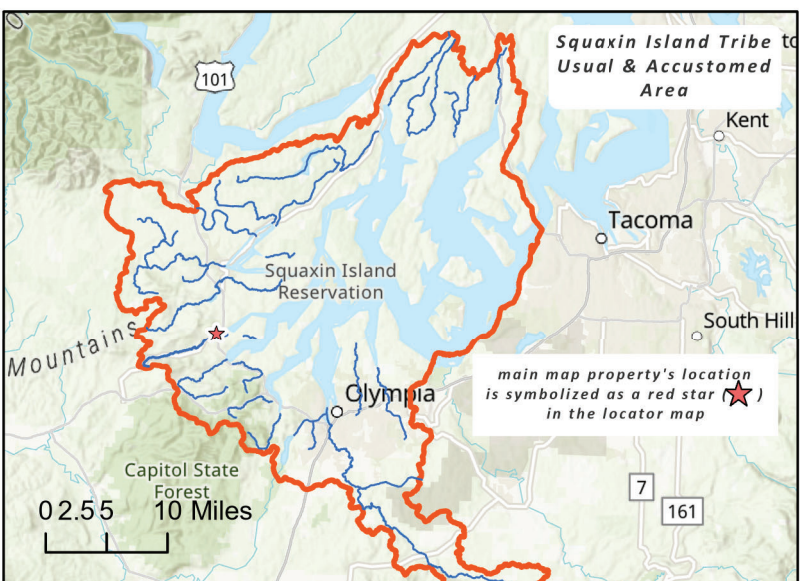 Squaxin Island Tribe
Usual & Accustomed
Area
101
Kent
Tacoma
Squaxin Island
Reservation
South Hill
Mountains
main map property's location
is symbolized as a red star ( )
in the locator map
Olympia
Capitol State
Forest
7
161
0 2.5 5 10 Miles